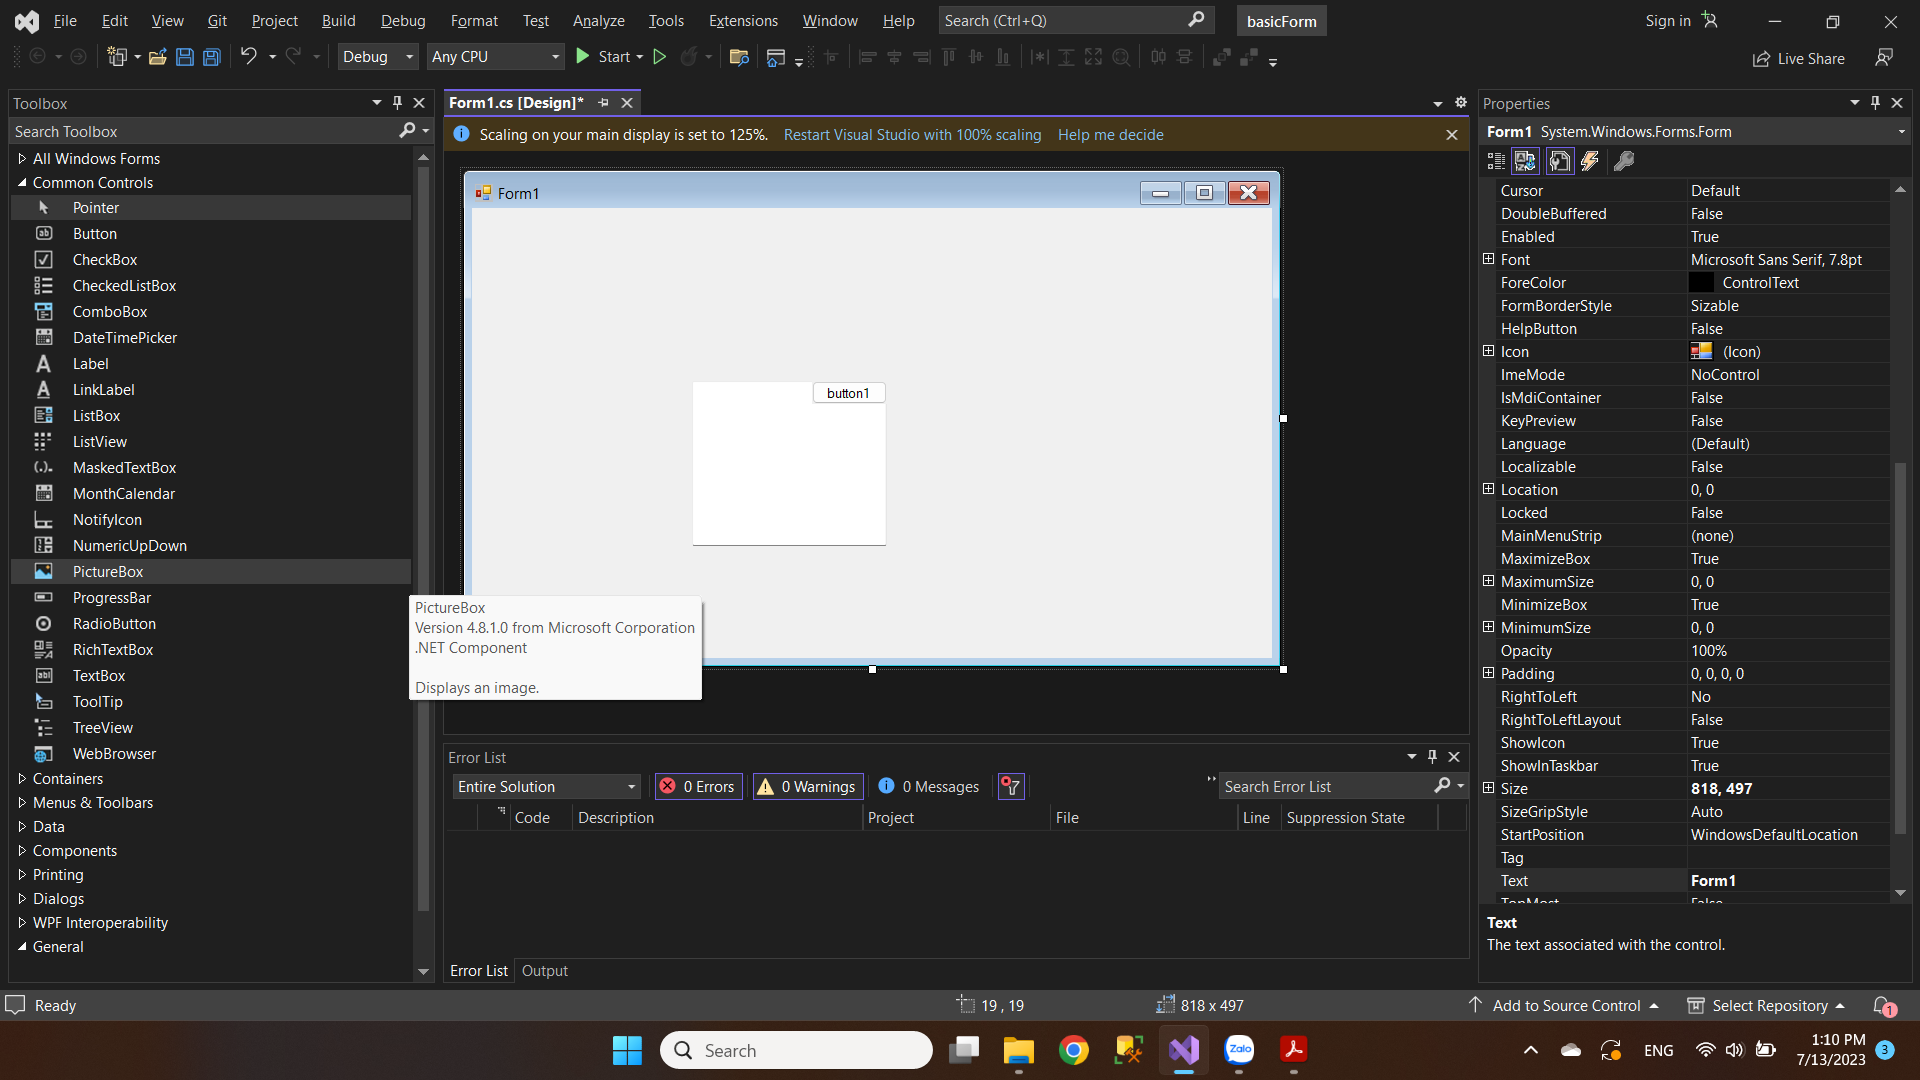 File Edit View Git Project Build Debug Format Test Analyze Tools Extensions Window Help Search (Ctrl+Q) basicForm Sign in
Debug Any CPU Start Live Share
Toolbox
Search Toolbox
All Windows Forms
Common Controls
Pointer
Button
CheckBox
CheckedListBox
ComboBox
DateTimePicker
Label
LinkLabel
ListBox
ListView
MaskedTextBox
MonthCalendar
NotifyIcon
NumericUpDown
PictureBox
ProgressBar
RadioButton
RichTextBox
TextBox
ToolTip
TreeView
WebBrowser
Containers
Menus & Toolbars
Data
Components
Printing
Dialogs
WPF Interoperability
General
Form1.cs [Design]*
Scaling on your main display is set to 125%. Restart Visual Studio with 100% scaling Help me decide
Form1
button1
PictureBox
Version 4.8.1.0 from Microsoft Corporation
.NET Component
Displays an image.
Error List
Entire Solution 0 Errors 0 Warnings 0 Messages Search Error List
Code Description Project File Line Suppression State
Error List Output
Properties
Form1 System.Windows.Forms.Form
Cursor Default
DoubleBuffered False
Enabled True
Font Microsoft Sans Serif, 7.8pt
ForeColor ControlText
FormBorderStyle Sizable
HelpButton False
Icon (Icon)
ImeMode NoControl
IsMdiContainer False
KeyPreview False
Language (Default)
Localizable False
Location 0, 0
Locked False
MainMenuStrip (none)
MaximizeBox True
MaximumSize 0, 0
MinimizeBox True
MinimumSize 0, 0
Opacity 100%
Padding 0, 0, 0, 0
RightToLeft No
RightToLeftLayout False
ShowIcon True
ShowInTaskbar True
Size 818, 497
SizeGripStyle Auto
StartPosition WindowsDefaultLocation
Tag
Text Form1
TopMost False
Text
The text associated with the control.
Ready 19 , 19 818 x 497 Add to Source Control Select Repository 1
Search Zalo ENG 1:10 PM 3
7/13/2023